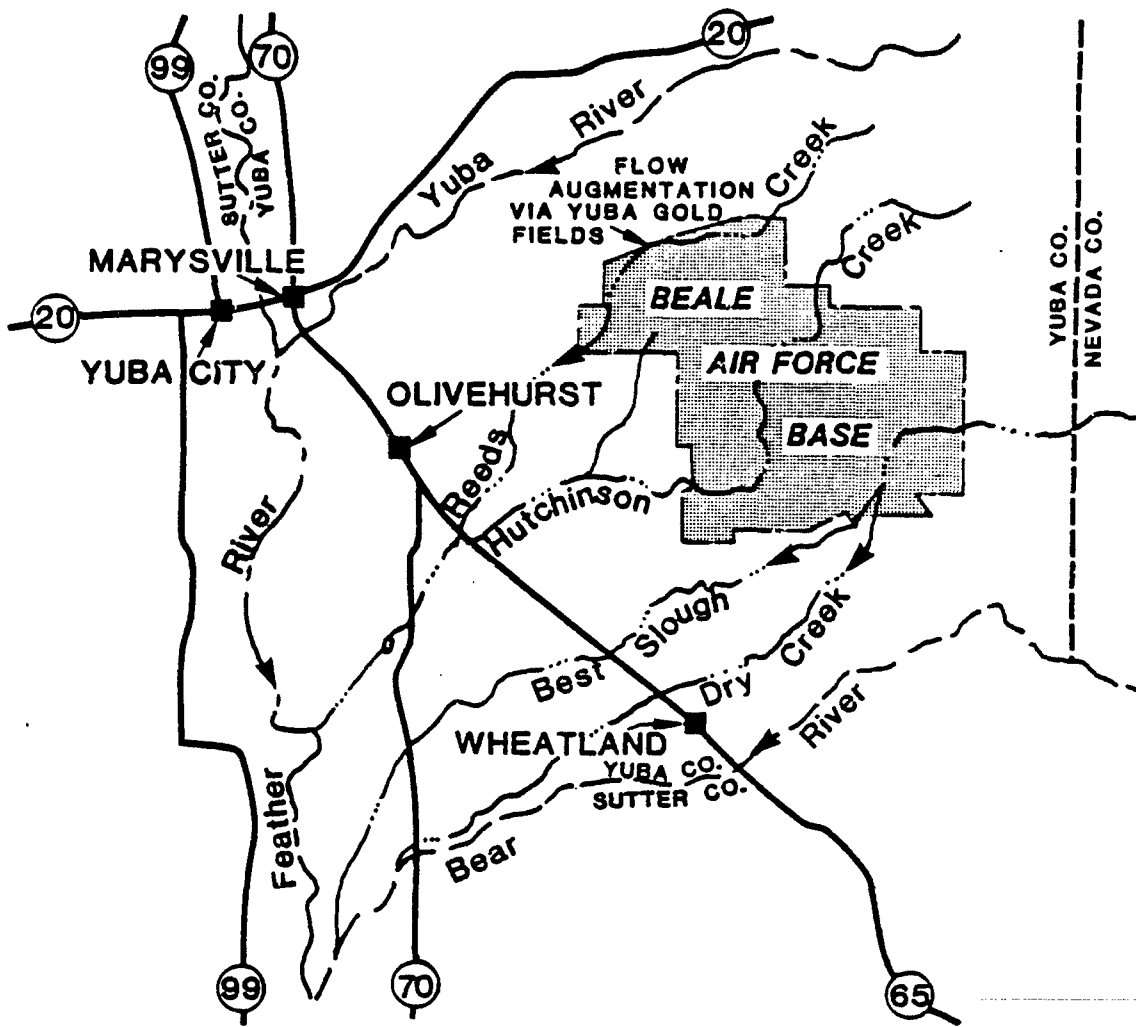 99
70
20
SUTTER CO.
YUBA CO.
Yuba River
FLOW
AUGMENTATION
VIA YUBA GOLD
FIELDS
Creek
Creek
YUBA CO.
NEVADA CO.
MARYSVILLE
20
YUBA CITY
BEALE
AIR FORCE
BASE
OLIVEHURST
Reeds
Hutchinson
River
Best Slough
Dry Creek
River
WHEATLAND
YUBA CO.
SUTTER CO.
Feather
Bear
99
70
65